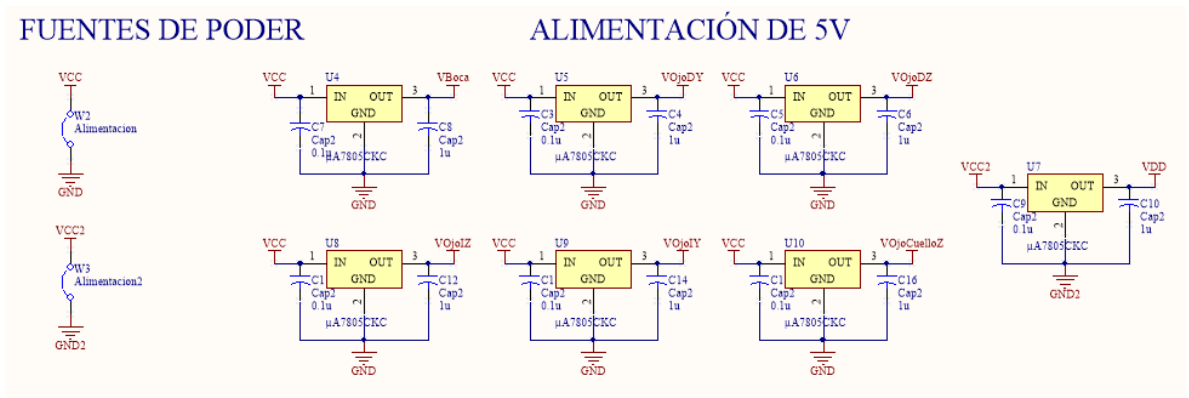 FUENTES DE PODER
ALIMENTACIÓN DE 5V
VCC
W2
Alimentacion
GND
VCC2
W3
Alimentacion2
GND2
VCC
U4
VBoca
1
IN
OUT
3
GND
2
C7
Cap2
0.1u
C8
Cap2
1u
µA7805CKC
GND
VCC
U5
VOjoDY
1
IN
OUT
3
GND
2
C3
Cap2
0.1u
C4
Cap2
1u
µA7805CKC
GND
VCC
U6
VOjoDZ
1
IN
OUT
3
GND
2
C5
Cap2
0.1u
C6
Cap2
1u
µA7805CKC
GND
VCC2
U7
VDD
1
IN
OUT
3
GND
2
C9
Cap2
0.1u
C10
Cap2
1u
µA7805CKC
GND2
VCC
U8
VOjoIZ
1
IN
OUT
3
GND
2
C1
Cap2
0.1u
C12
Cap2
1u
µA7805CKC
GND
VCC
U9
VOjoIY
1
IN
OUT
3
GND
2
C1
Cap2
0.1u
C14
Cap2
1u
µA7805CKC
GND
VCC
U10
VOjoCuelloZ
1
IN
OUT
3
GND
2
C1
Cap2
0.1u
C16
Cap2
1u
µA7805CKC
GND